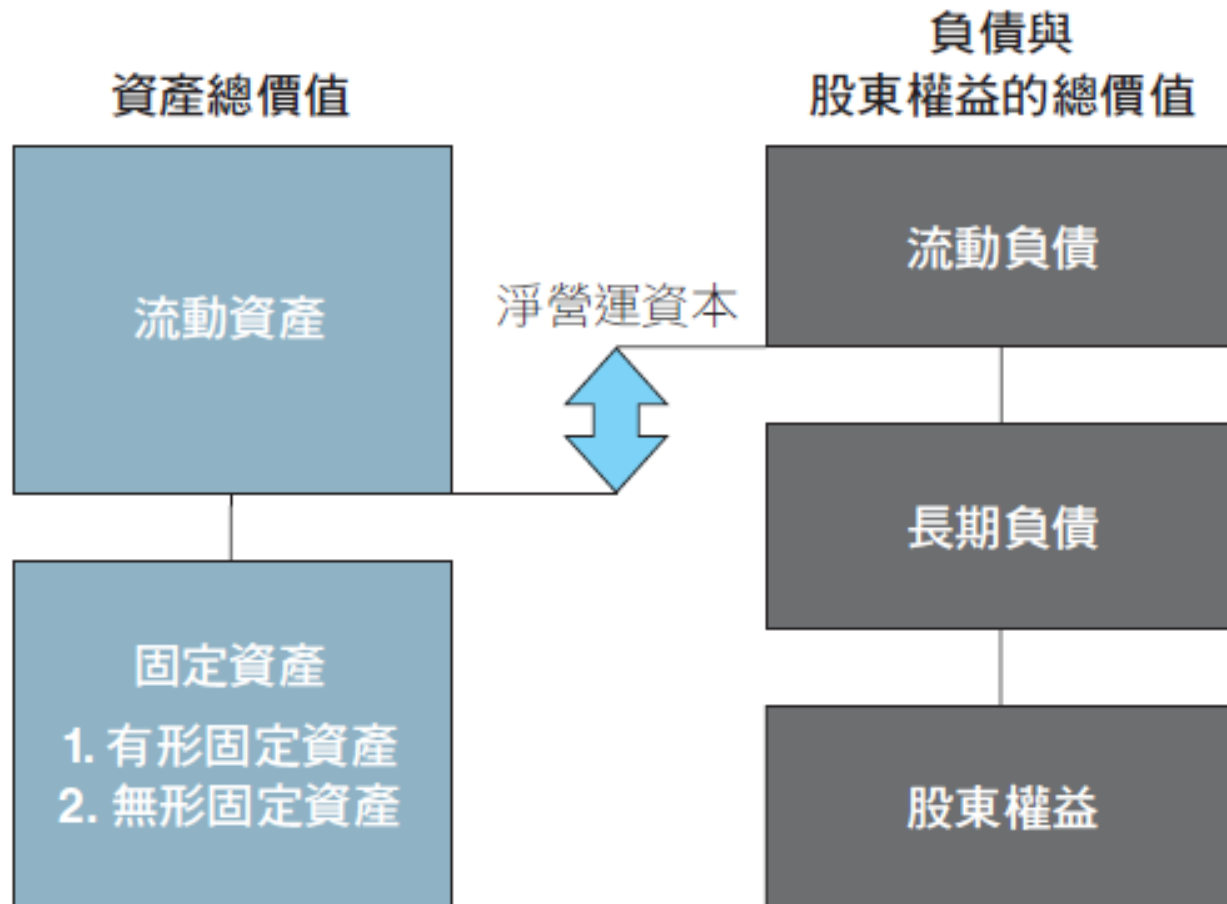 資產總價值
流動資產
固定資產
1. 有形固定資產
2. 無形固定資產
淨營運資本
負債與
股東權益的總價值
流動負債
長期負債
股東權益